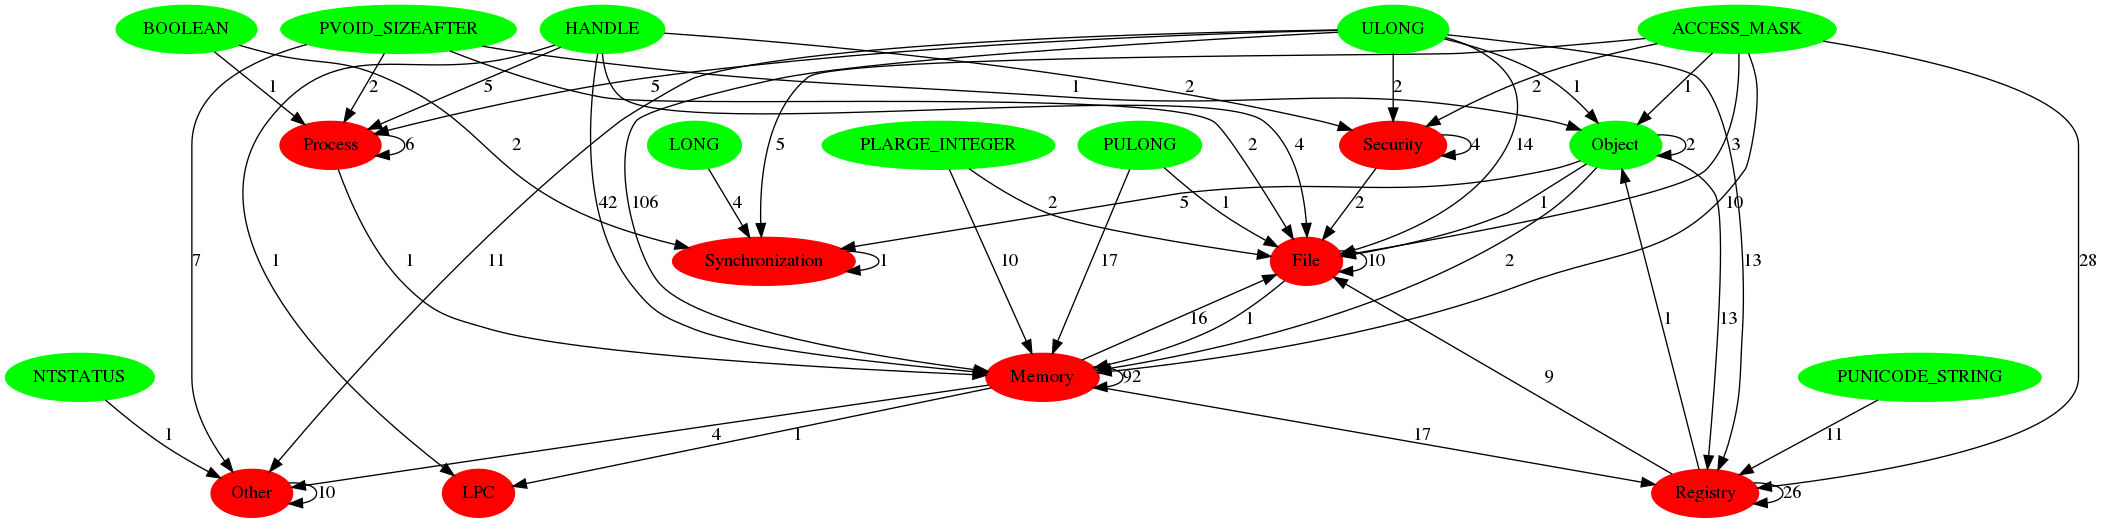 BOOLEAN
PVOID_SIZEAFTER
HANDLE
ULONG
ACCESS_MASK
1
2
5
5
1
2
2
1
2
1
Process
6
2
LONG
5
PLARGE_INTEGER
PULONG
2
4
Security
4
14
Object
2
3
42
106
4
2
5
1
2
1
10
7
1
1
11
Synchronization
1
10
17
File
10
2
13
28
16
1
9
1
13
NTSTATUS
Memory
92
PUNICODE_STRING
1
4
1
17
11
Other
10
LPC
Registry
26